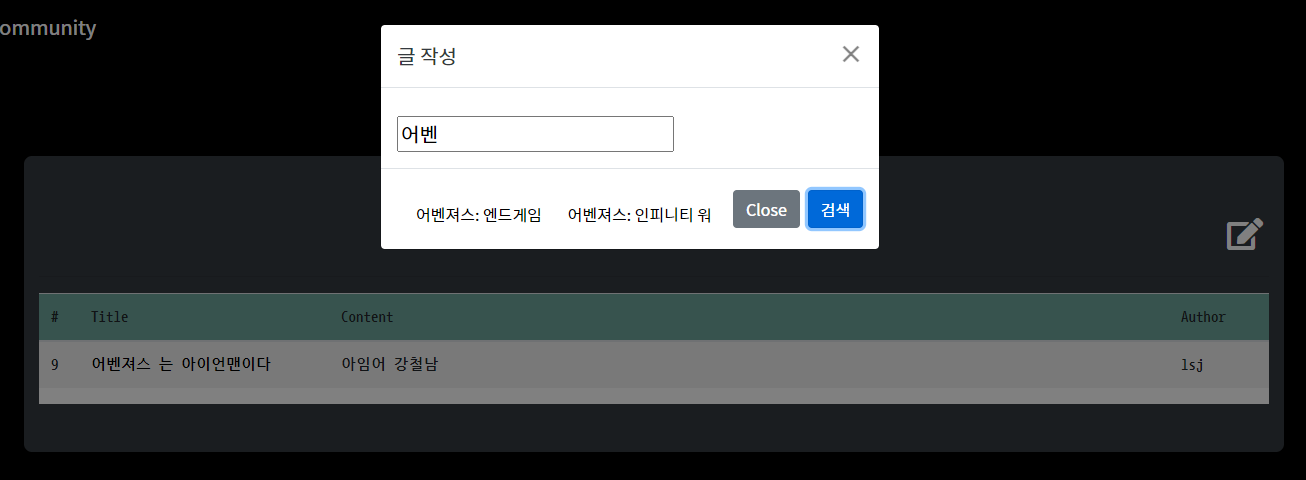 ommunity
글 작성
어벤
어벤져스: 엔드게임 어벤져스: 인피니티 워 Close 검색
# Title Content Author
9 어벤져스 는 아이언맨이다 아임어 강철남 lsj